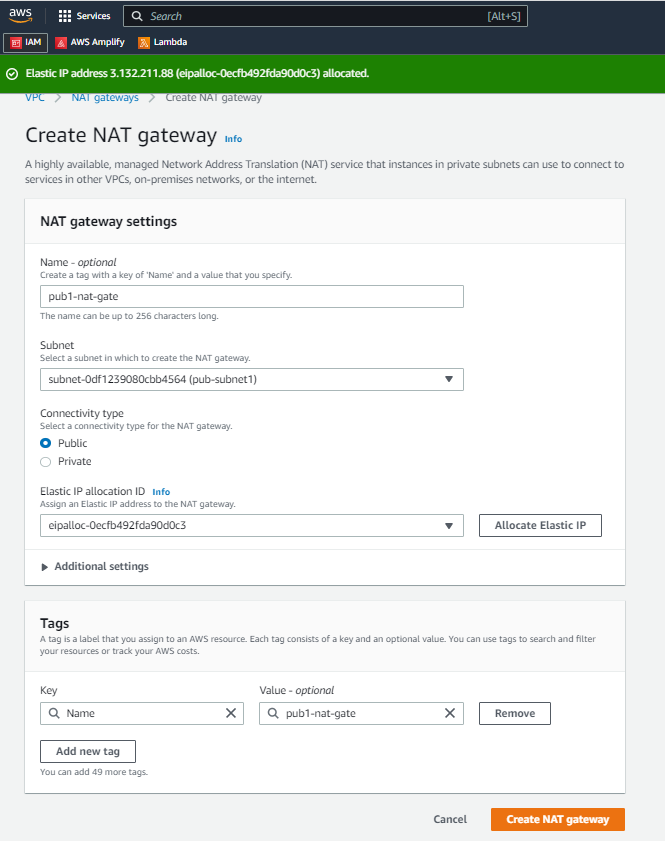 aws
Services
Search
[Alt+S]
IAM
AWS Amplify
Lambda
Elastic IP address 3.132.211.88 (eipalloc-0ecfb492fda90d0c3) allocated.
VPC > NAT gateways > Create NAT gateway
Create NAT gateway Info
A highly available, managed Network Address Translation (NAT) service that instances in private subnets can use to connect to
services in other VPCs, on-premises networks, or the internet.
NAT gateway settings
Name - optional
Create a tag with a key of 'Name' and a value that you specify.
pub1-nat-gate
The name can be up to 256 characters long.
Subnet
Select a subnet in which to create the NAT gateway.
subnet-0df1239080cbb4564 (pub-subnet1)
Connectivity type
Select a connectivity type for the NAT gateway.
Public
Private
Elastic IP allocation ID Info
Assign an Elastic IP address to the NAT gateway.
eipalloc-0ecfb492fda90d0c3
Allocate Elastic IP
Additional settings
Tags
A tag is a label that you assign to an AWS resource. Each tag consists of a key and an optional value. You can use tags to search and filter
your resources or track your AWS costs.
Key
Value - optional
Name
pub1-nat-gate
Remove
Add new tag
You can add 49 more tags.
Cancel
Create NAT gateway